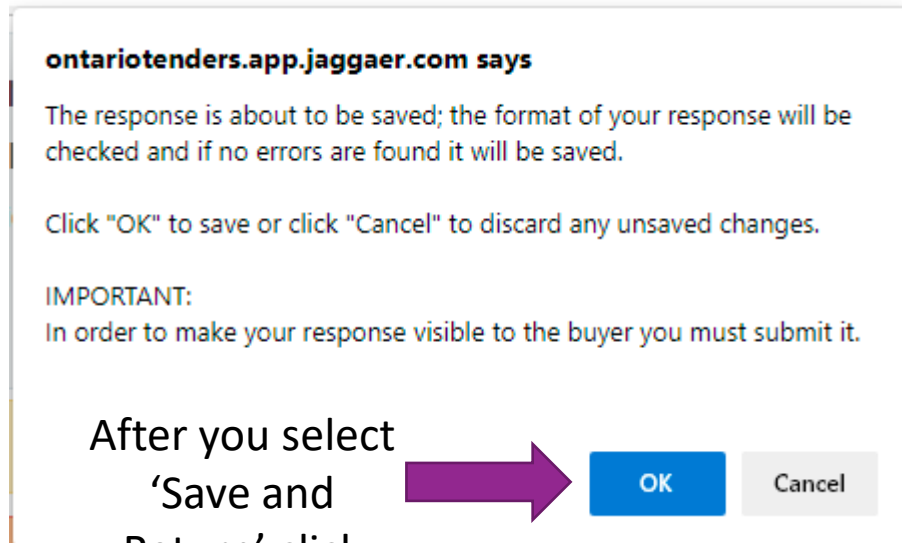 ontariotenders.app.jaggaer.com says
The response is about to be saved; the format of your response will be
checked and if no errors are found it will be saved.
Click "OK" to save or click "Cancel" to discard any unsaved changes.
IMPORTANT:
In order to make your response visible to the buyer you must submit it.
After you select
‘Save and
OK
Cancel